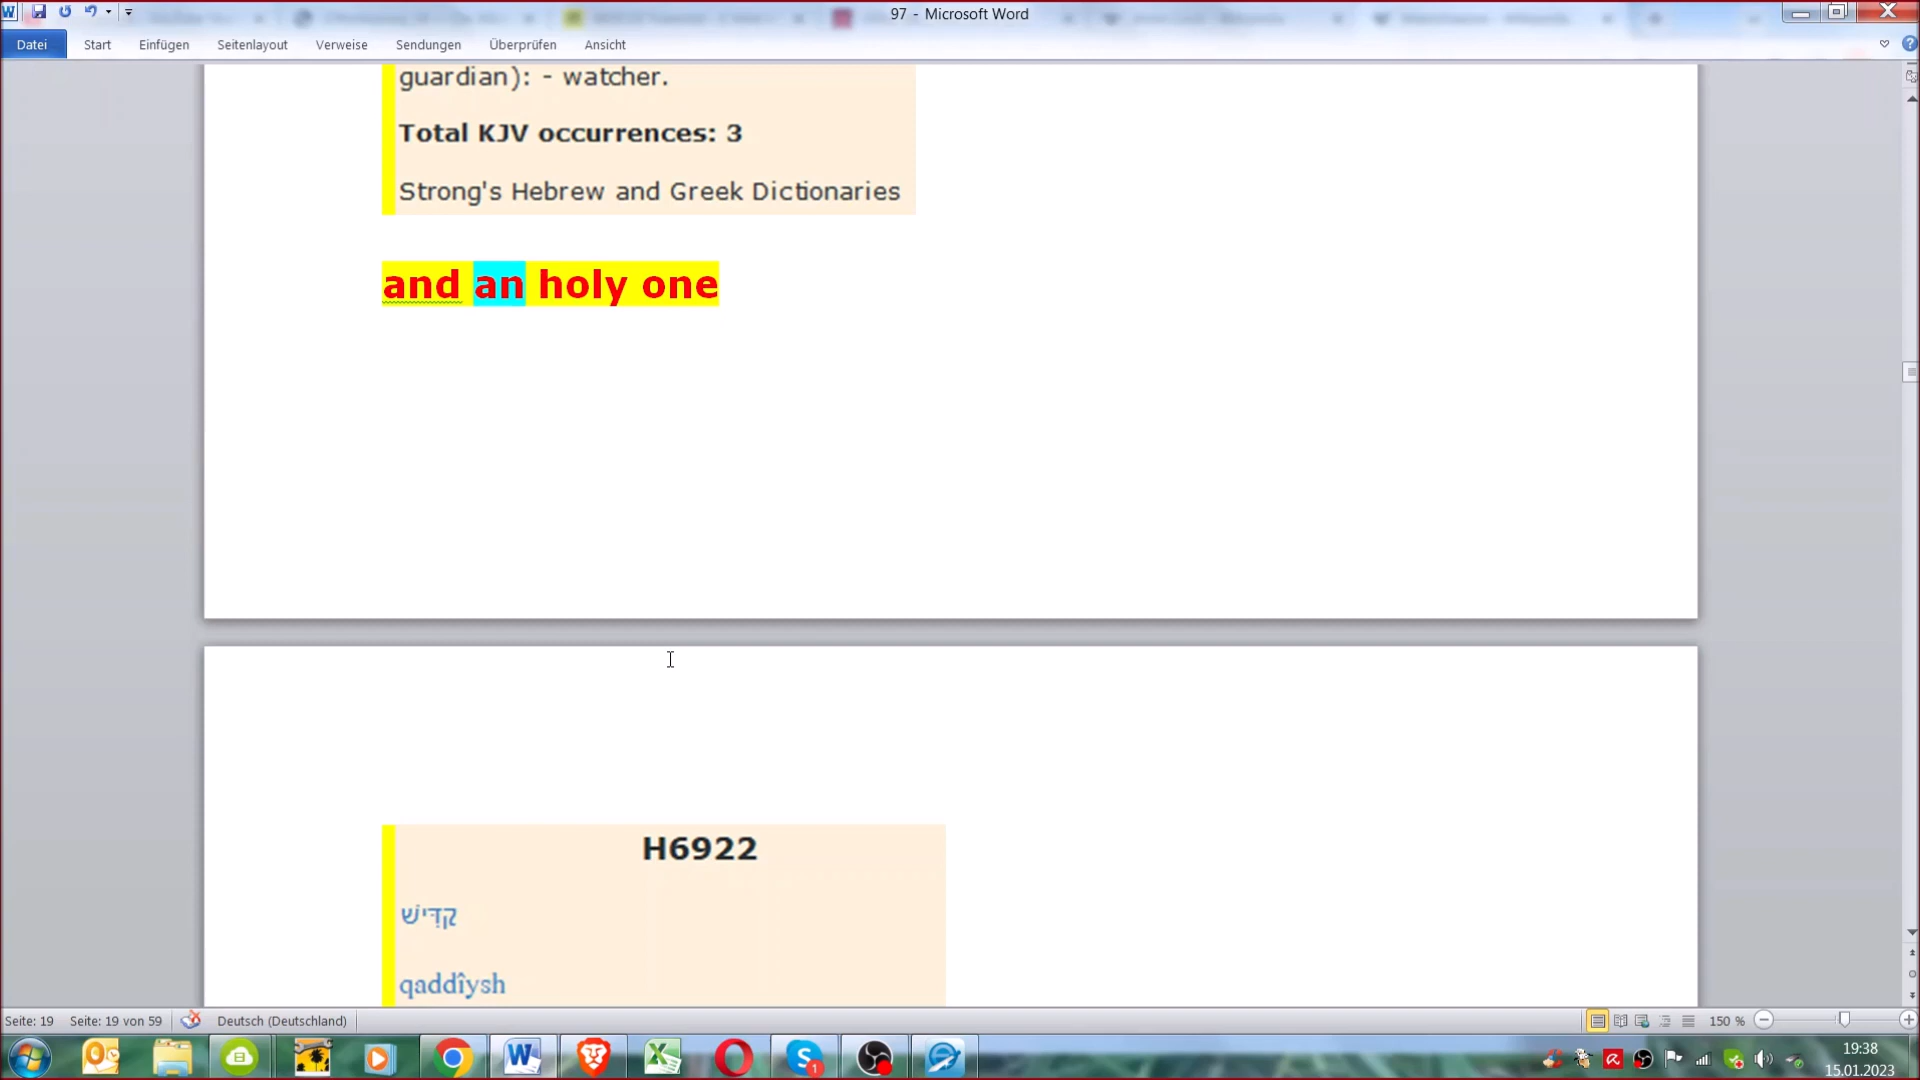 97 - Microsoft Word
Datei Start Einfügen Seitenlayout Verweise Sendungen Überprüfen Ansicht
guardian): - watcher.
Total KJV occurrences: 3
Strong's Hebrew and Greek Dictionaries
and an holy one
H6922
קַדִּישׁ
qaddîysh
Seite: 19 Seite: 19 von 59 Deutsch (Deutschland) 150 %
19:38
15.01.2023